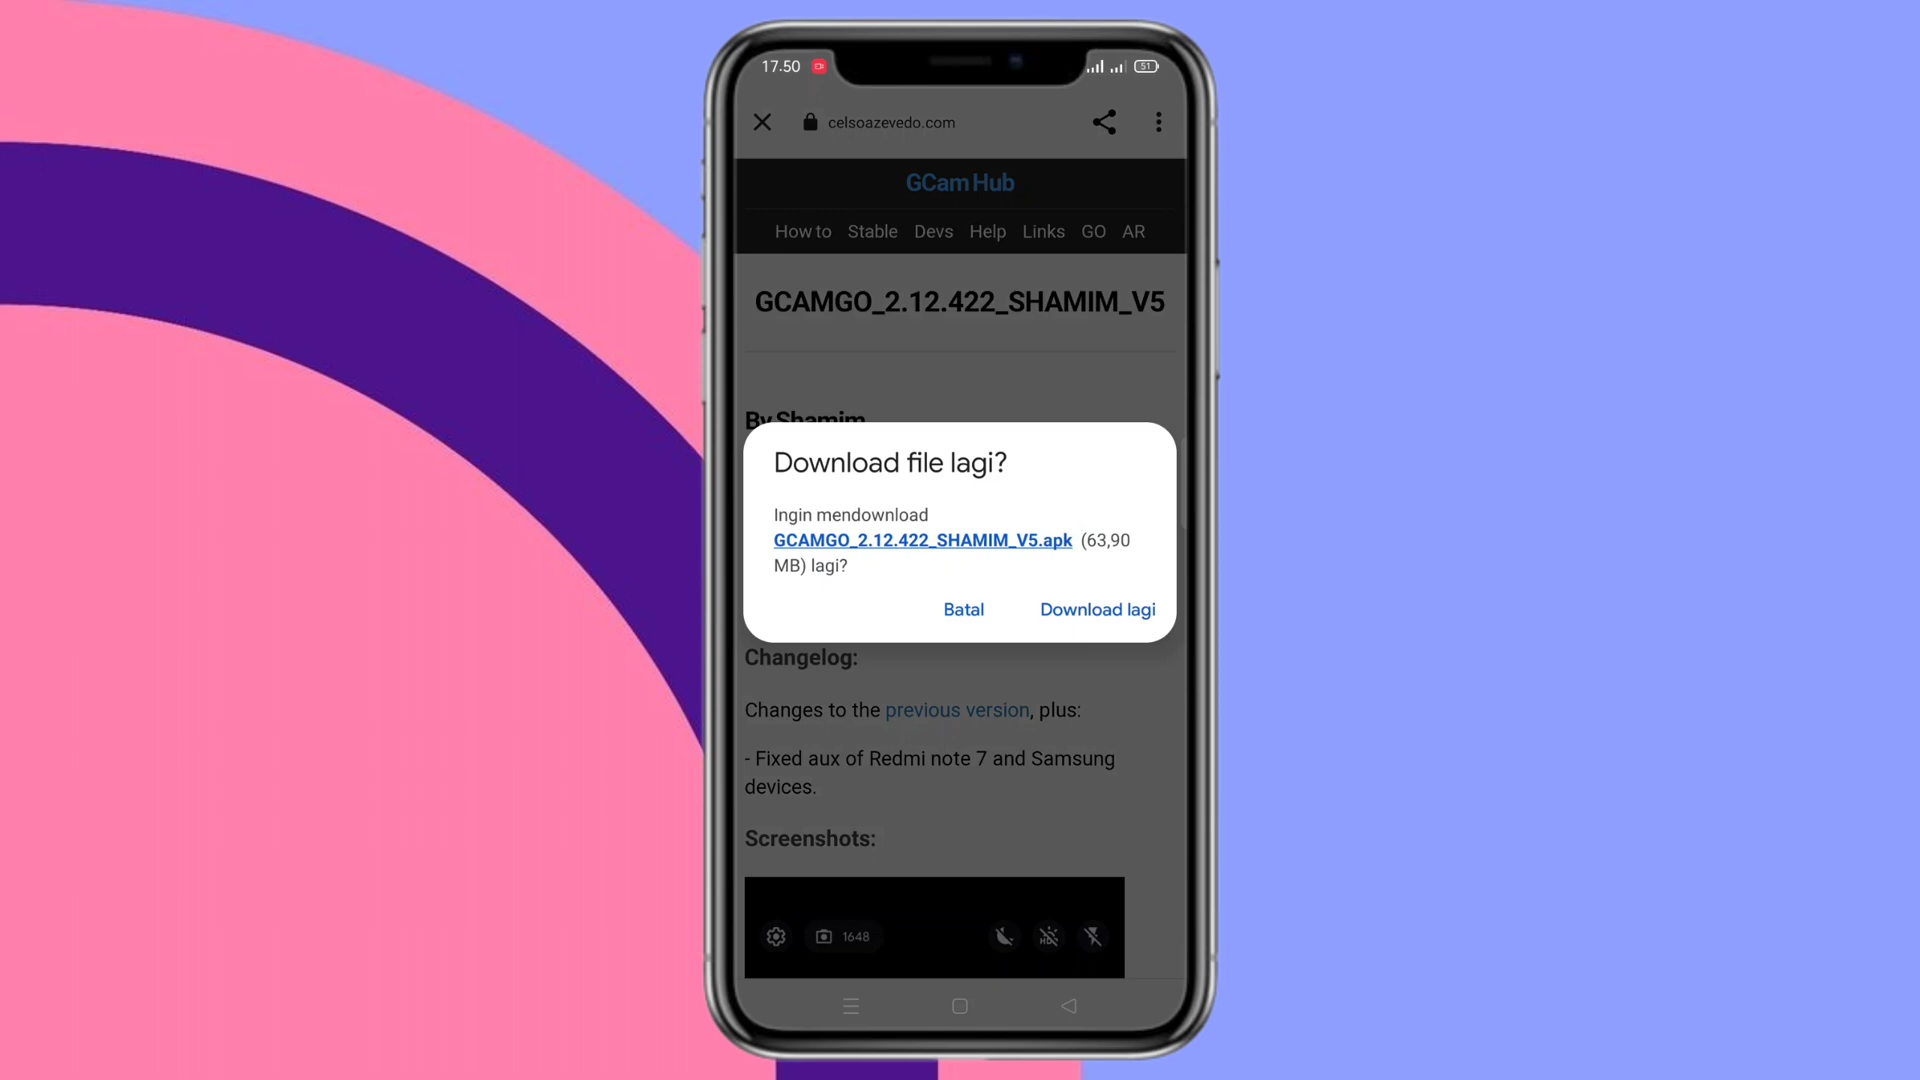 17.50
51
celsoazevedo.com
GCam Hub
How to Stable Devs Help Links GO AR
GCAMGO_2.12.422_SHAMIM_V5
By Shamim
Download file lagi?
Ingin mendownload
GCAMGO_2.12.422_SHAMIM_V5.apk (63,90
MB) lagi?
Batal Download lagi
Changelog:
Changes to the previous version, plus:
- Fixed aux of Redmi note 7 and Samsung
devices.
Screenshots:
1648
HDR